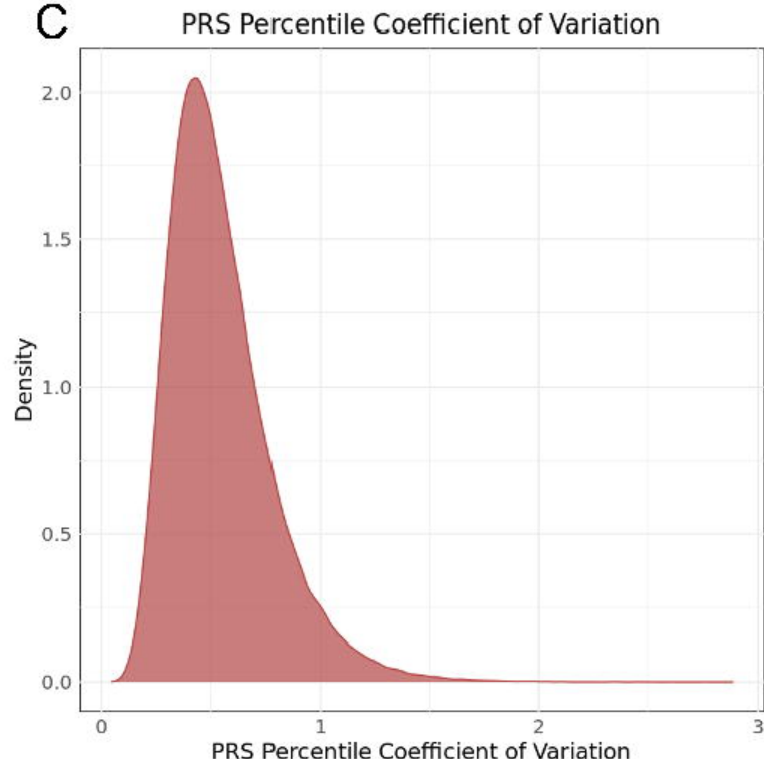 C
PRS Percentile Coefficient of Variation
Density
2.0
1.5
1.0
0.5
0.0
0 1 2 3
PRS Percentile Coefficient of Variation